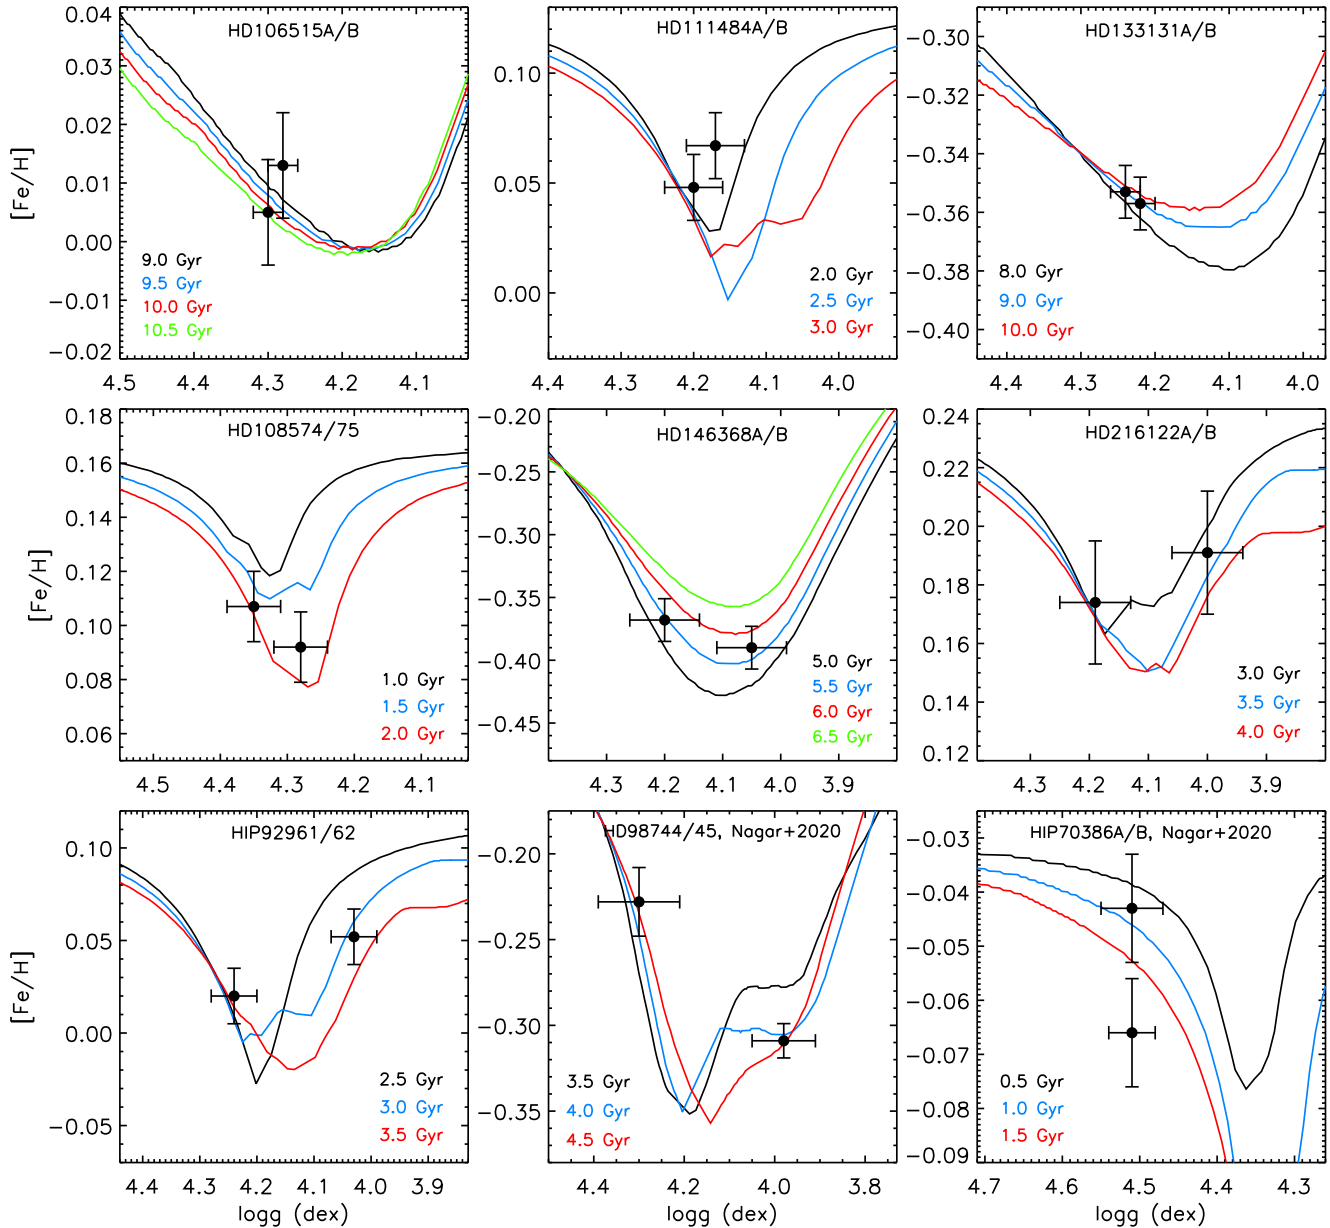 HD106515A/B
0.04
0.03
0.02
0.01
0.00
−0.01
−0.02
[Fe/H]
9.0 Gyr
9.5 Gyr
10.0 Gyr
10.5 Gyr
4.5 4.4 4.3 4.2 4.1
HD111484A/B
0.10
0.05
0.00
2.0 Gyr
2.5 Gyr
3.0 Gyr
4.4 4.3 4.2 4.1 4.0
HD133131A/B
−0.30
−0.32
−0.34
−0.36
−0.38
−0.40
8.0 Gyr
9.0 Gyr
10.0 Gyr
4.4 4.3 4.2 4.1 4.0
HD108574/75
0.18
0.16
0.14
0.12
0.10
0.08
0.06
[Fe/H]
1.0 Gyr
1.5 Gyr
2.0 Gyr
4.5 4.4 4.3 4.2 4.1
HD146368A/B
−0.20
−0.25
−0.30
−0.35
−0.40
−0.45
5.0 Gyr
5.5 Gyr
6.0 Gyr
6.5 Gyr
4.3 4.2 4.1 4.0 3.9
HD216122A/B
0.24
0.22
0.20
0.18
0.16
0.14
0.12
3.0 Gyr
3.5 Gyr
4.0 Gyr
4.3 4.2 4.1 4.0 3.9
HIP92961/62
0.10
0.05
0.00
−0.05
[Fe/H]
2.5 Gyr
3.0 Gyr
3.5 Gyr
4.4 4.3 4.2 4.1 4.0 3.9
logg (dex)
HD98744/45, Nagar+2020
−0.20
−0.25
−0.30
−0.35
3.5 Gyr
4.0 Gyr
4.5 Gyr
4.4 4.2 4.0 3.8
logg (dex)
HIP70386A/B, Nagar+2020
−0.03
−0.04
−0.05
−0.06
−0.07
−0.08
−0.09
0.5 Gyr
1.0 Gyr
1.5 Gyr
4.7 4.6 4.5 4.4 4.3
logg (dex)